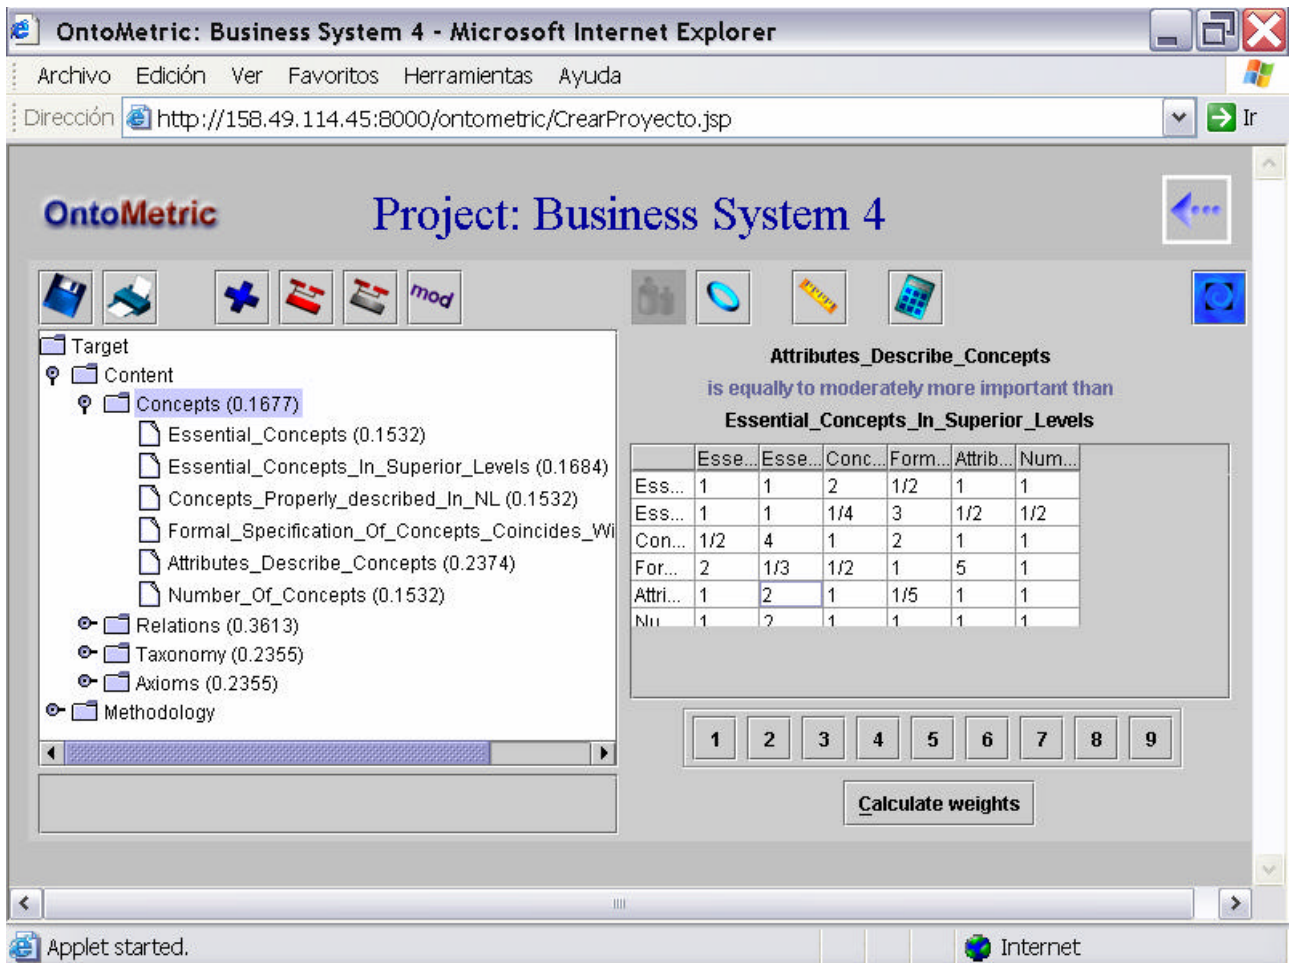 OntoMetric: Business System 4 - Microsoft Internet Explorer
Archivo Edición Ver Favoritos Herramientas Ayuda
Dirección http://158.49.114.45:8000/ontometric/CrearProyecto.jsp Ir
OntoMetric Project: Business System 4
mod
Target
Content
Concepts (0.1677)
Essential_Concepts (0.1532)
Essential_Concepts_In_Superior_Levels (0.1684)
Concepts_Properly_described_In_NL (0.1532)
Formal_Specification_Of_Concepts_Coincides_Wi
Attributes_Describe_Concepts (0.2374)
Number_Of_Concepts (0.1532)
Relations (0.3613)
Taxonomy (0.2355)
Axioms (0.2355)
Methodology
Attributes_Describe_Concepts
is equally to moderately more important than
Essential_Concepts_In_Superior_Levels
Esse... Esse... Conc... Form... Attrib... Num...
Ess... 1 1 2 1/2 1 1
Ess... 1 1 1/4 3 1/2 1/2
Con... 1/2 4 1 2 1 1
For... 2 1/3 1/2 1 5 1
Attri... 1 2 1 1/5 1 1
Nu 1 2 1 1 1 1
1 2 3 4 5 6 7 8 9
Calculate weights
Applet started. Internet